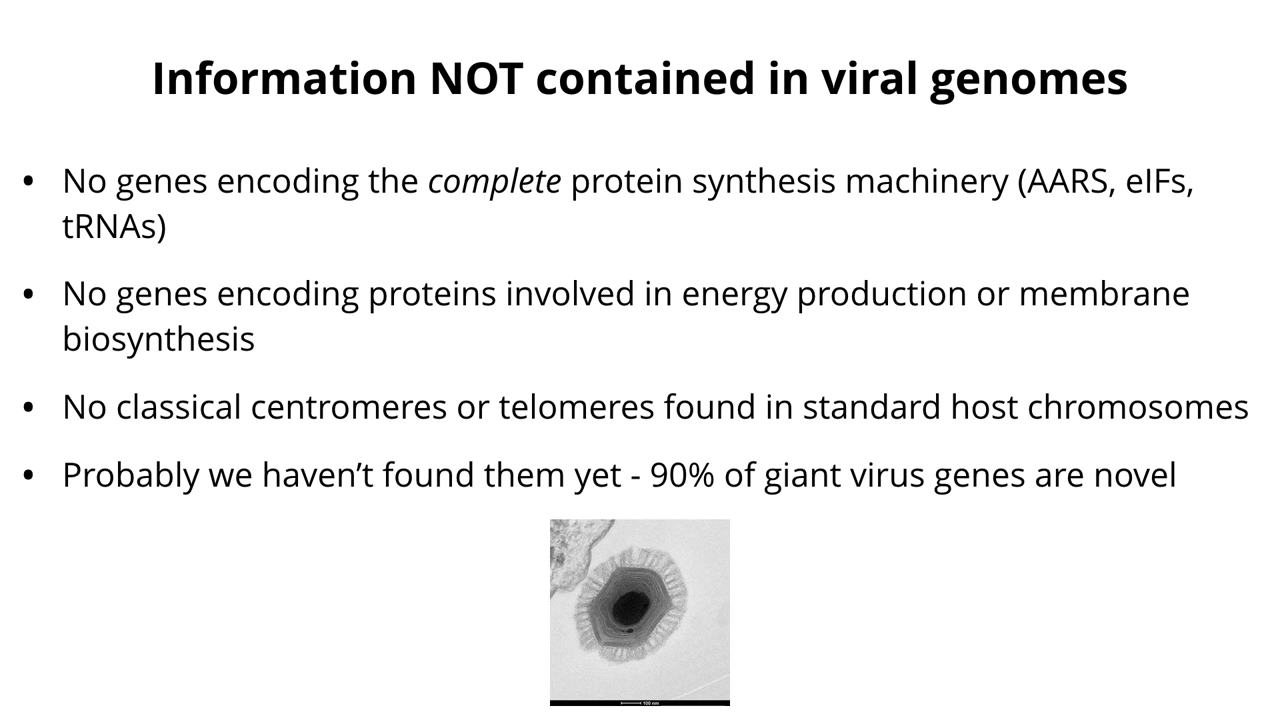 Information NOT contained in viral genomes
• No genes encoding the complete protein synthesis machinery (AARS, eIFs,
tRNAs)
• No genes encoding proteins involved in energy production or membrane
biosynthesis
• No classical centromeres or telomeres found in standard host chromosomes
• Probably we haven’t found them yet - 90% of giant virus genes are novel
100 nm